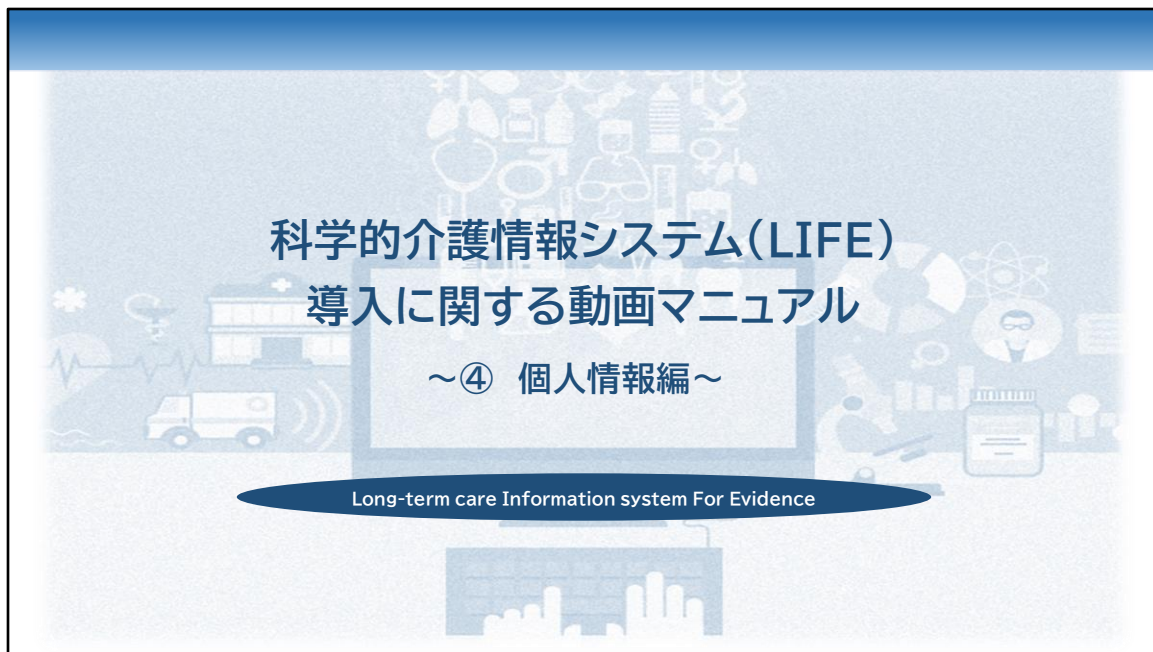 科学的介護情報システム(LIFE)
導入に関する動画マニュアル
～④ 個人情報編～
Long-term care Information system For Evidence